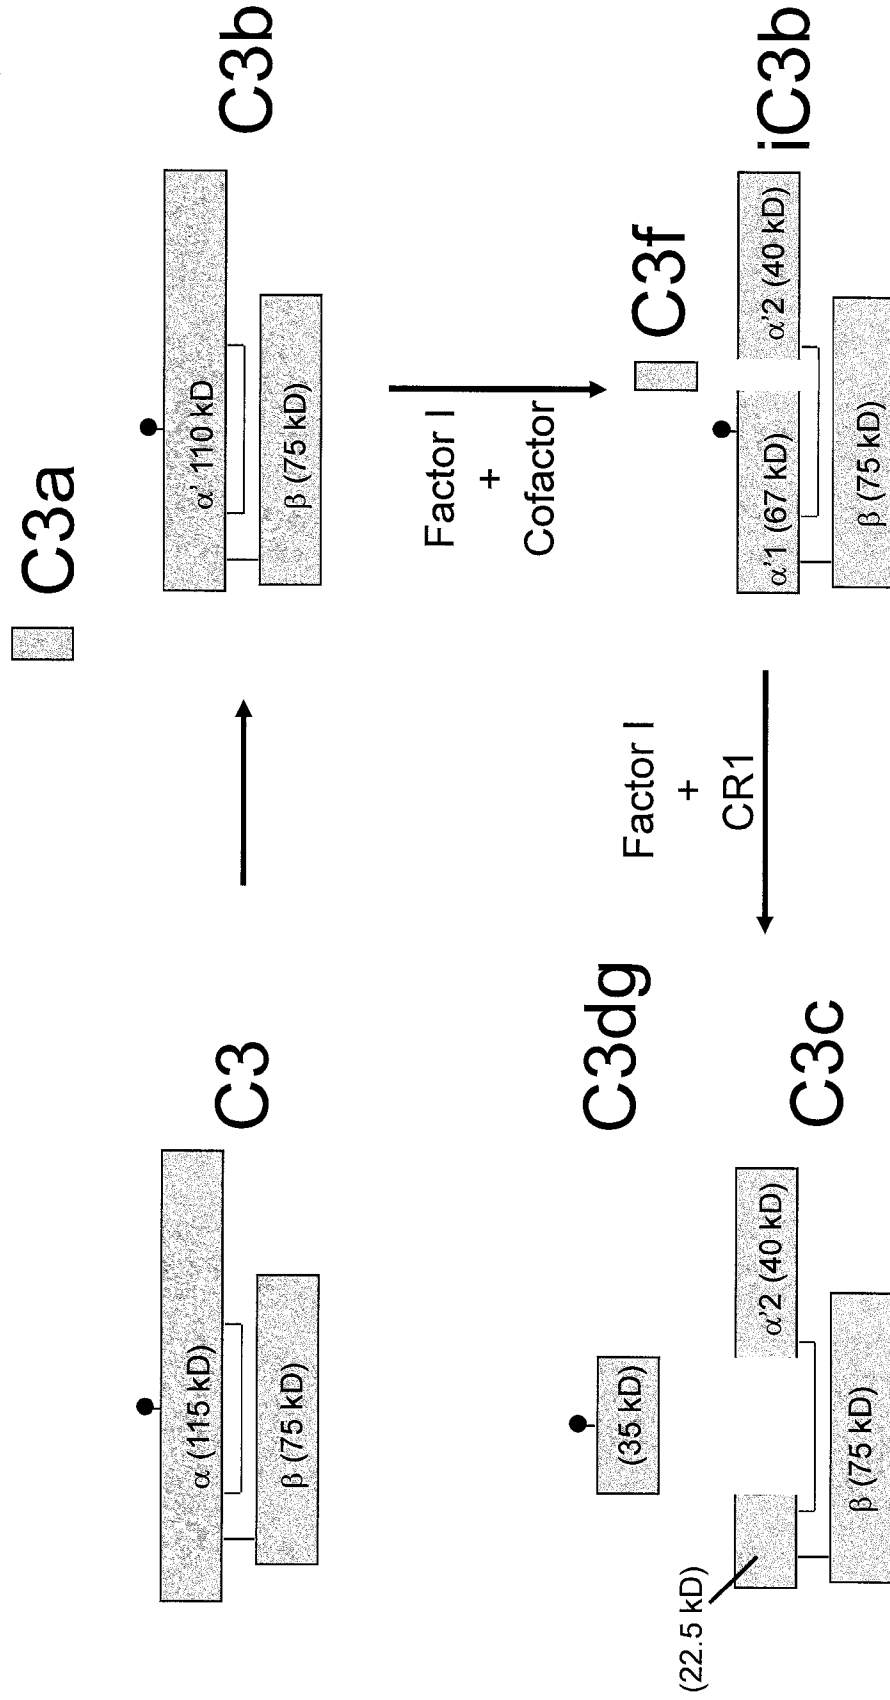 C3
α (115 kD)
β (75 kD)
C3a
C3b
α' 110 kD
β (75 kD)
Factor I
+
Cofactor
C3f
iC3b
α'1 (67 kD)
α'2 (40 kD)
β (75 kD)
Factor I
+
CR1
C3dg
(35 kD)
C3c
(22.5 kD)
α'2 (40 kD)
β (75 kD)